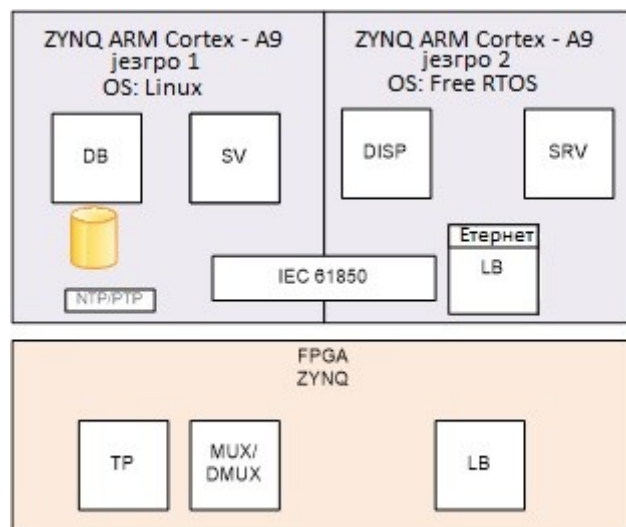 ZYNQ ARM Cortex - A9
језгро 1
OS: Linux
DB
SV
NTP/PTP
ZYNQ ARM Cortex - A9
језгро 2
OS: Free RTOS
DISP
SRV
Етернет
LB
IEC 61850
FPGA
ZYNQ
TP
MUX/
DMUX
LB